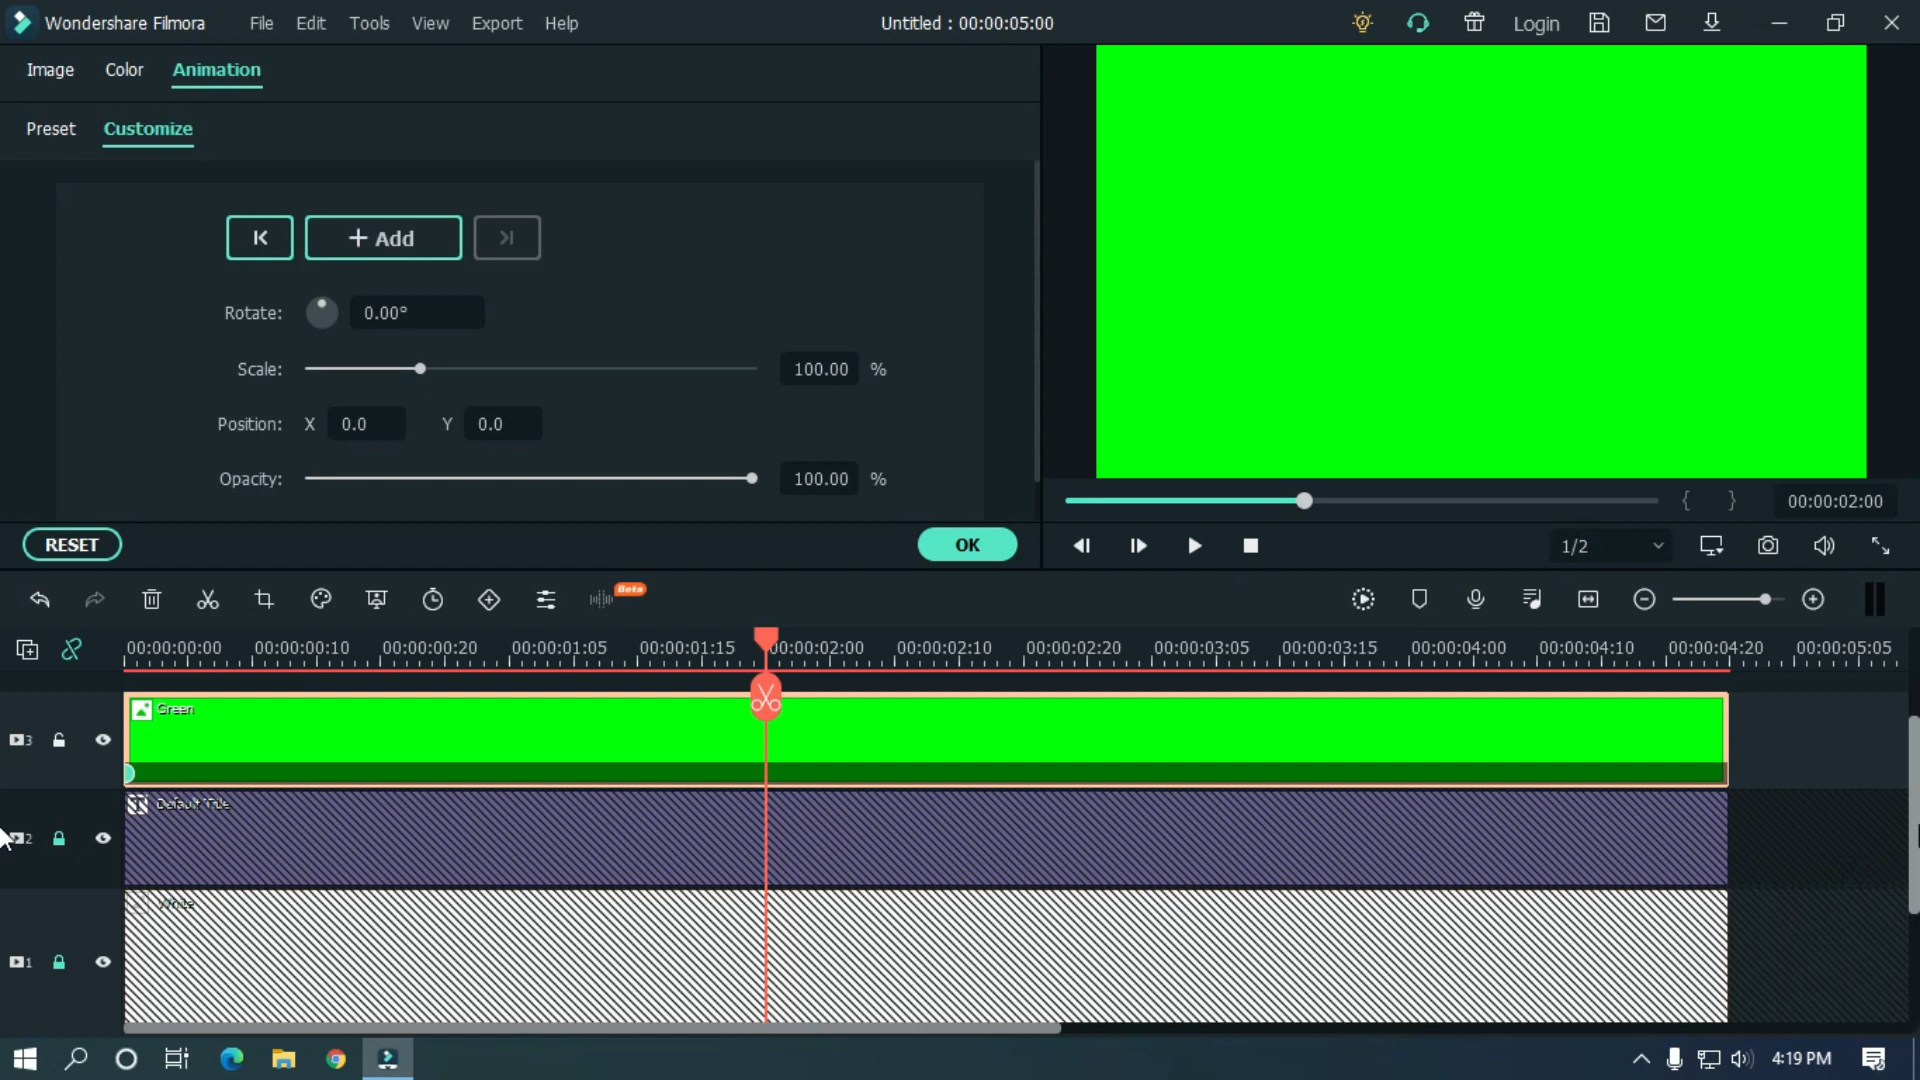 Wondershare Filmora File Edit Tools View Export Help Untitled : 00:00:05:00 Login
Image Color Animation
Preset Customize
+ Add
Rotate: 0.00°
Scale: 100.00 %
Position: X 0.0 Y 0.0
Opacity: 100.00 %
{ } 00:00:02:00
RESET OK
1/2
Beta
00:00:00:00 00:00:00:10 00:00:00:20 00:00:01:05 00:00:01:15 00:00:02:00 00:00:02:10 00:00:02:20 00:00:03:05 00:00:03:15 00:00:04:00 00:00:04:10 00:00:04:20 00:00:05:05
Green
3
Default Title
2
White
1
4:19 PM